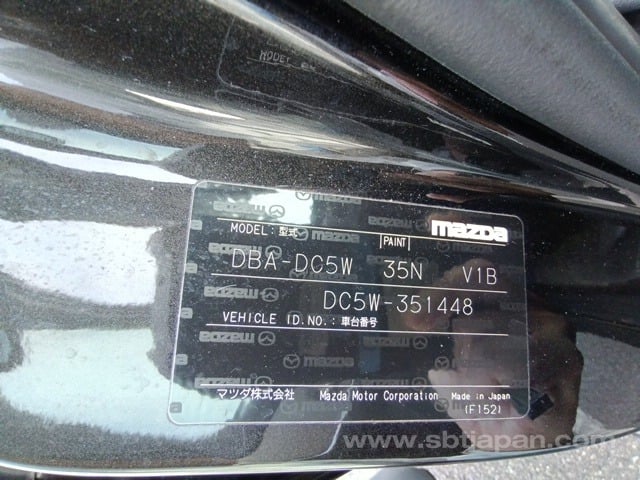 MODEL
mazda
MODEL: 型式 PAINT
DBA-DC5W 35N V1B
DC5W-351448
VEHICLE I.D.NO.: 車台番号
マツダ株式会社 Mazda Motor Corporation Made in Japan
(F152)
www.sbtjapan.com